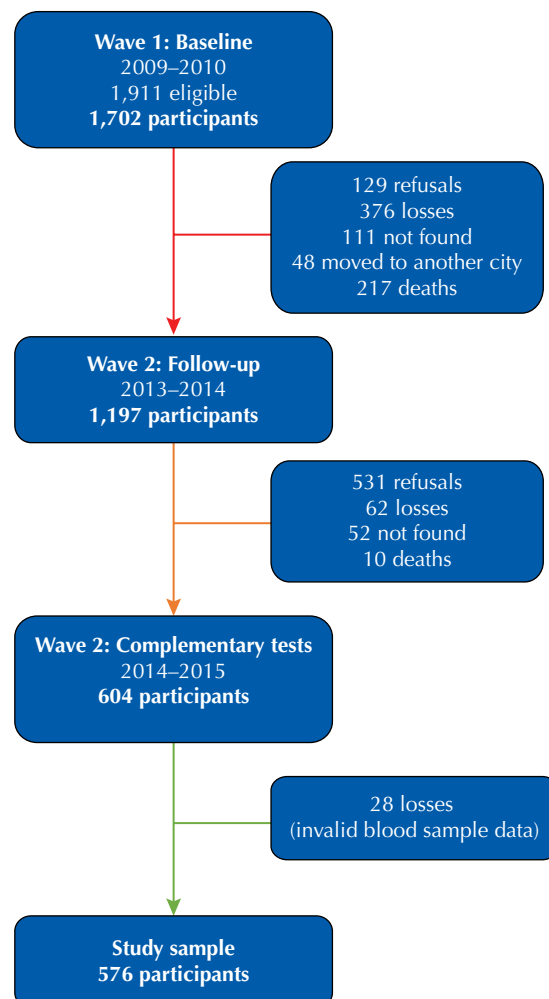 Wave 1: Baseline
2009–2010
1,911 eligible
1,702 participants
129 refusals
376 losses
111 not found
48 moved to another city
217 deaths
Wave 2: Follow-up
2013–2014
1,197 participants
531 refusals
62 losses
52 not found
10 deaths
Wave 2: Complementary tests
2014–2015
604 participants
28 losses
(invalid blood sample data)
Study sample
576 participants